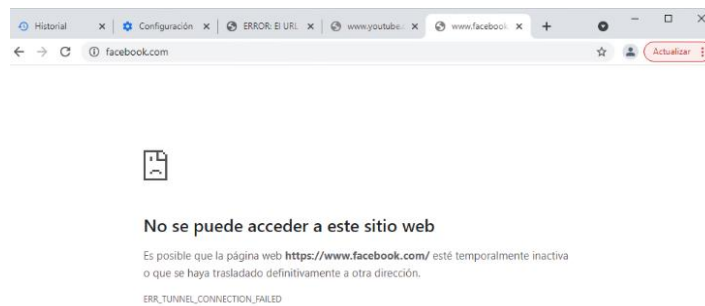 Historial
Configuración
ERROR: El URL
www.youtube.c
www.facebook
facebook.com
Actualizar
No se puede acceder a este sitio web
Es posible que la página web https://www.facebook.com/ esté temporalmente inactiva
o que se haya trasladado definitivamente a otra dirección.
ERR_TUNNEL_CONNECTION_FAILED